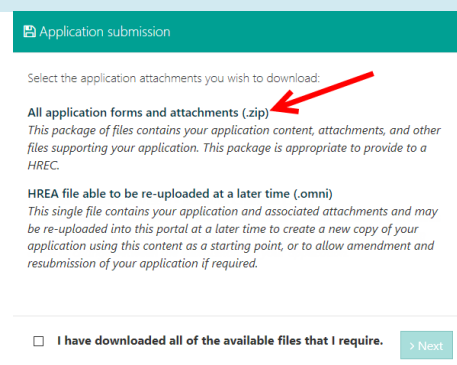 Application submission
Select the application attachments you wish to download:
All application forms and attachments (.zip)
This package of files contains your application content, attachments, and other
files supporting your application. This package is appropriate to provide to a
HREC.
HREA file able to be re-uploaded at a later time (.omni)
This single file contains your application and associated attachments and may
be re-uploaded into this portal at a later time to create a new copy of your
application using this content as a starting point, or to allow amendment and
resubmission of your application if required.
I have downloaded all of the available files that I require.
> Next